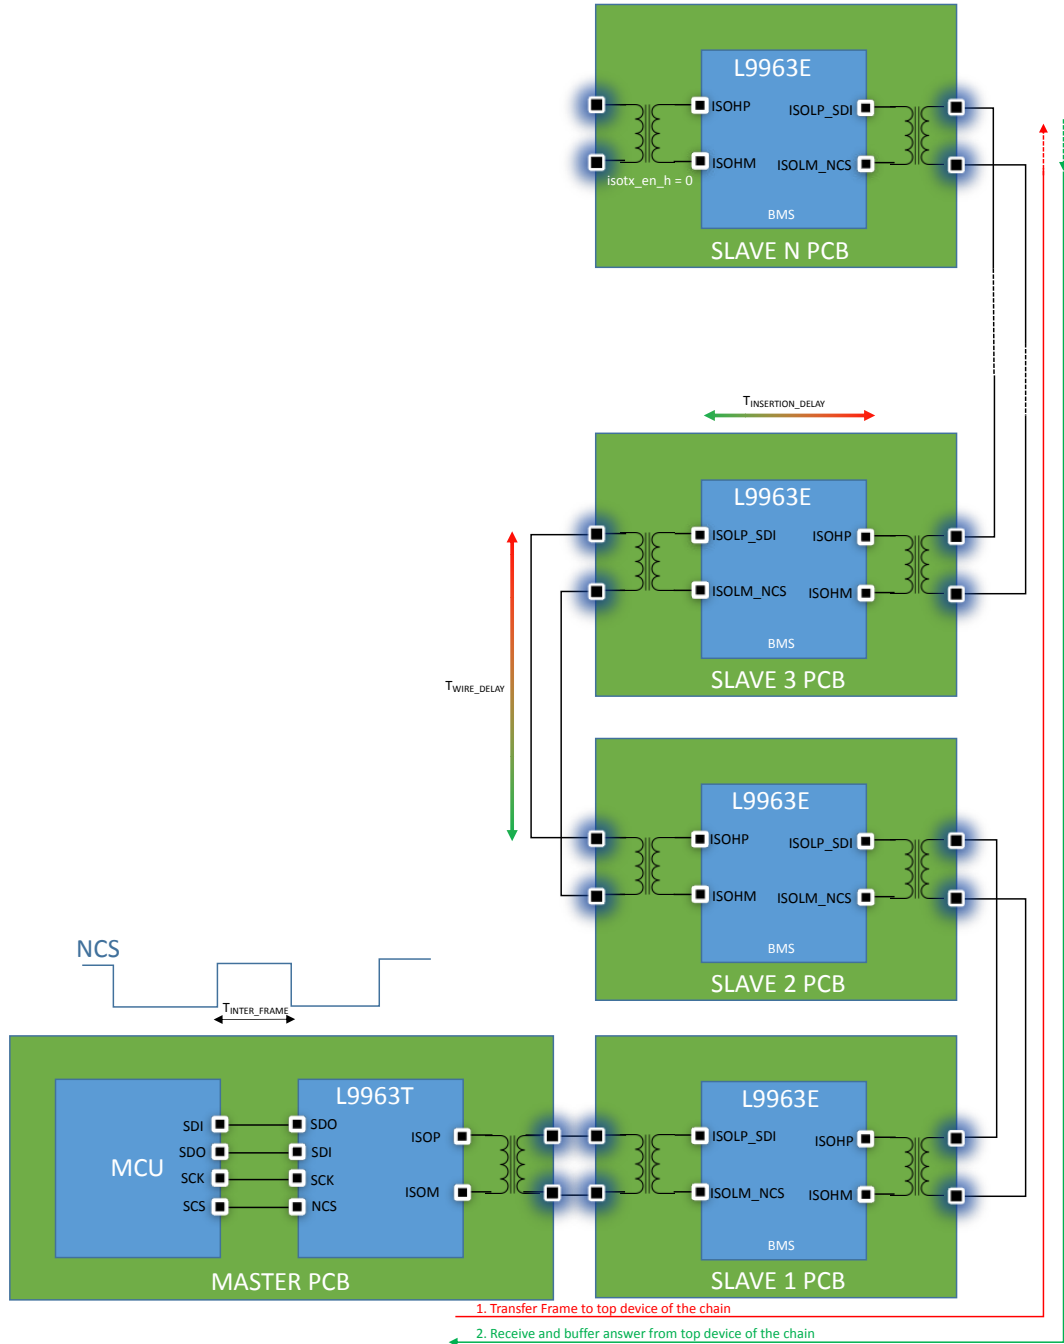 L9963E
ISOHP
ISOLP_SDI
ISOHM
ISOLM_NCS
isotx_en_h = 0
BMS
SLAVE N PCB
TINSERTION_DELAY
L9963E
ISOLP_SDI
ISOHP
ISOLM_NCS
ISOHM
BMS
SLAVE 3 PCB
TWIRE_DELAY
L9963E
ISOHP
ISOLP_SDI
ISOHM
ISOLM_NCS
BMS
SLAVE 2 PCB
NCS
TINTER_FRAME
MCU
SDI
SDO
SCK
SCS
L9963T
SDO
SDI
SCK
NCS
ISOP
ISOM
MASTER PCB
L9963E
ISOLP_SDI
ISOHP
ISOLM_NCS
ISOHM
BMS
SLAVE 1 PCB
1. Transfer Frame to top device of the chain
2. Receive and buffer answer from top device of the chain